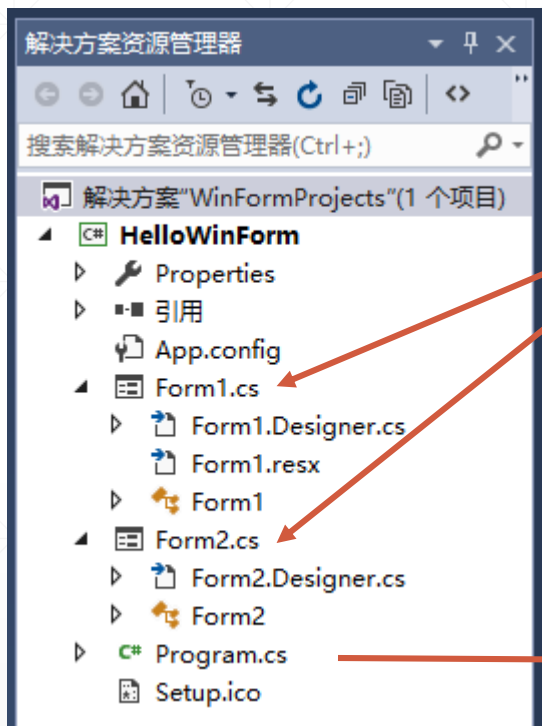 解决方案资源管理器
搜索解决方案资源管理器(Ctrl+;)
解决方案"WinFormProjects"(1 个项目)
C# HelloWinForm
Properties
引用
App.config
Form1.cs
Form1.Designer.cs
Form1.resx
Form1
Form2.cs
Form2.Designer.cs
Form2
C# Program.cs
Setup.ico